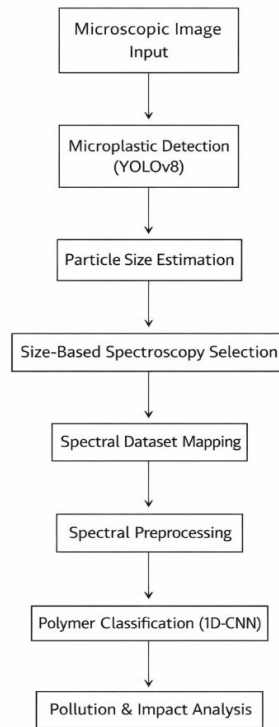 Microscopic Image
Input
Microplastic Detection
(YOLOv8)
Particle Size Estimation
Size-Based Spectroscopy Selection
Spectral Dataset Mapping
Spectral Preprocessing
Polymer Classification (1D-CNN)
Pollution & Impact Analysis